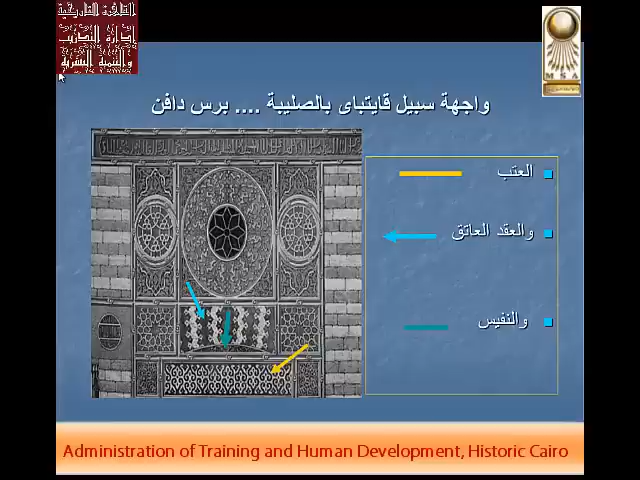 القاهرة التاريخية
إدارة التدريب
والتنمية البشرية
MSA
واجهة سبيل قايتباى بالصليبة .... برس دافن
العتب
والعقد العاتق
والنفيس
Administration of Training and Human Development, Historic Cairo